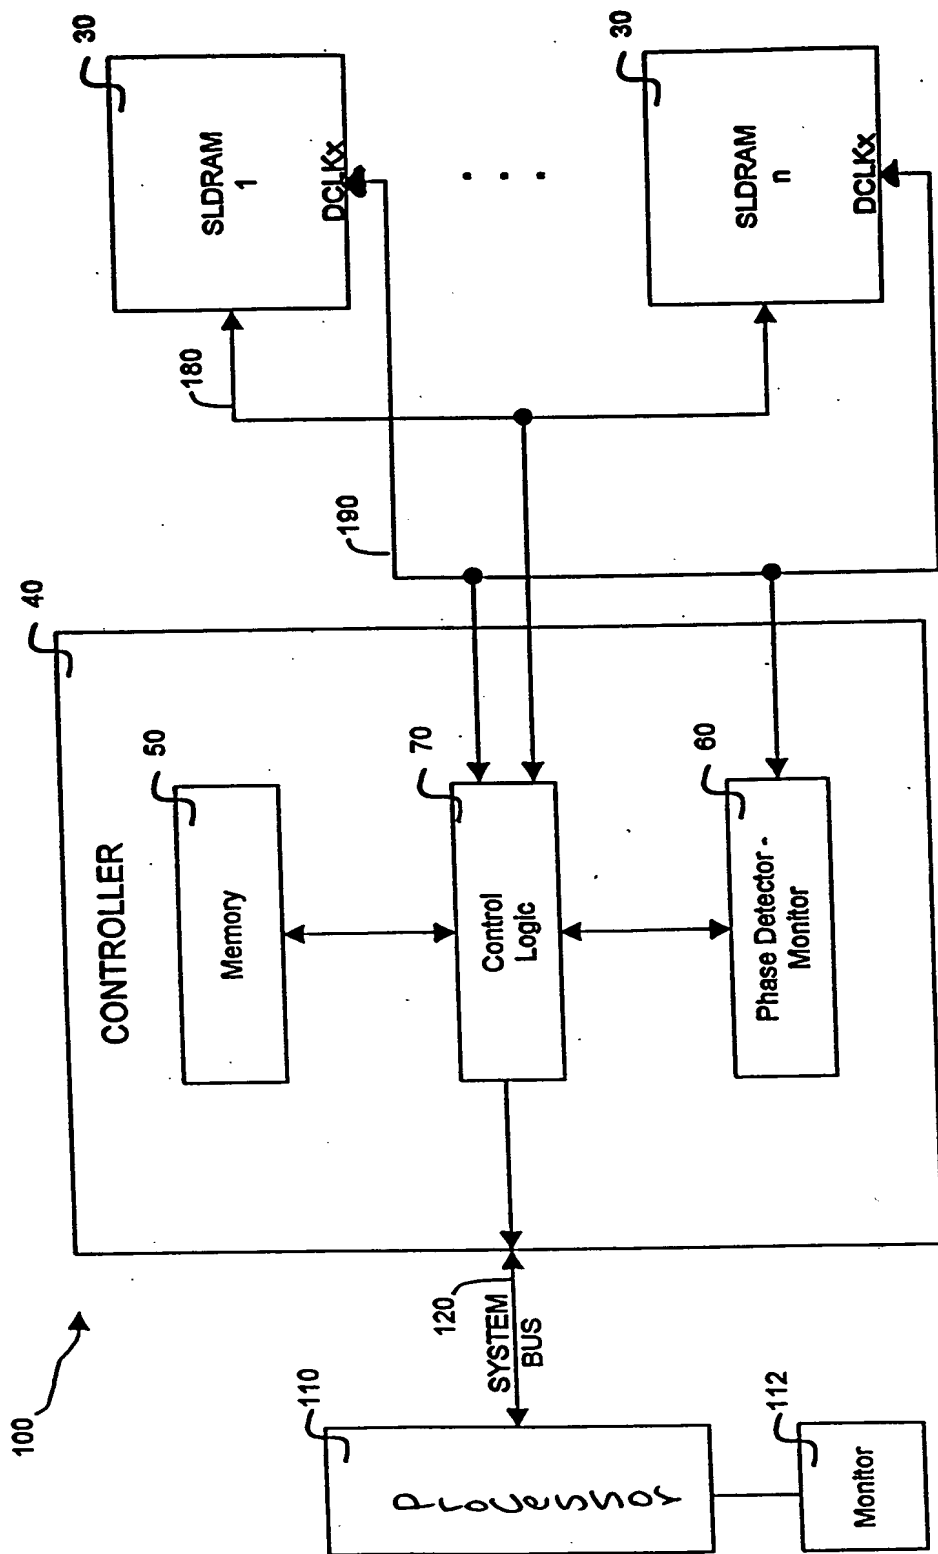 100
110
Processor
112
Monitor
120
SYSTEM
BUS
40
CONTROLLER
50
Memory
70
Control
Logic
60
Phase Detector -
Monitor
190
180
30
SLDRAM
1
DCLKx
. . .
30
SLDRAM
n
DCLKx